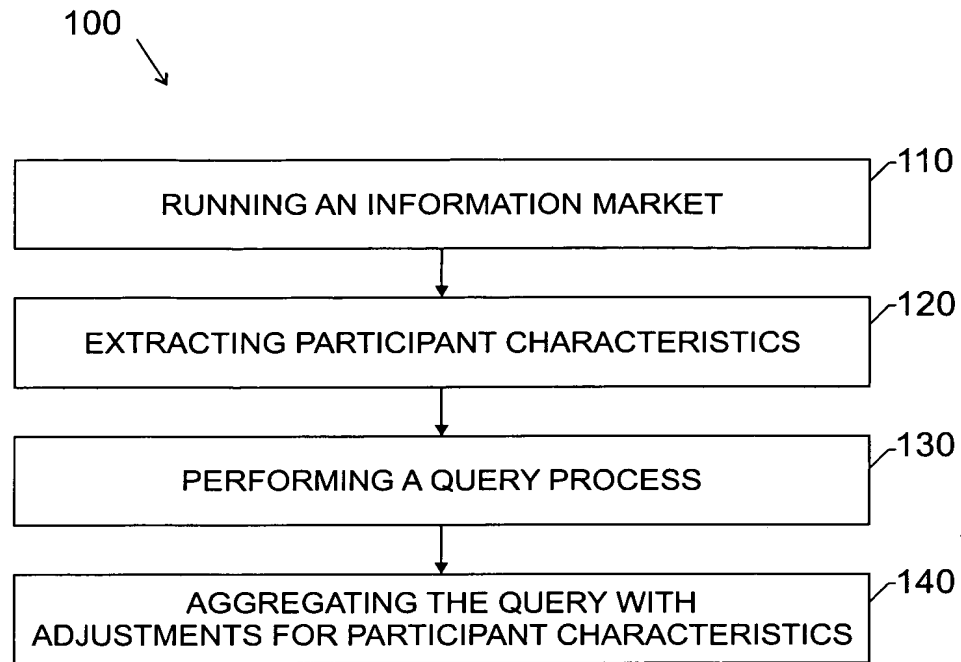 100
110
RUNNING AN INFORMATION MARKET
120
EXTRACTING PARTICIPANT CHARACTERISTICS
130
PERFORMING A QUERY PROCESS
140
AGGREGATING THE QUERY WITH
ADJUSTMENTS FOR PARTICIPANT CHARACTERISTICS